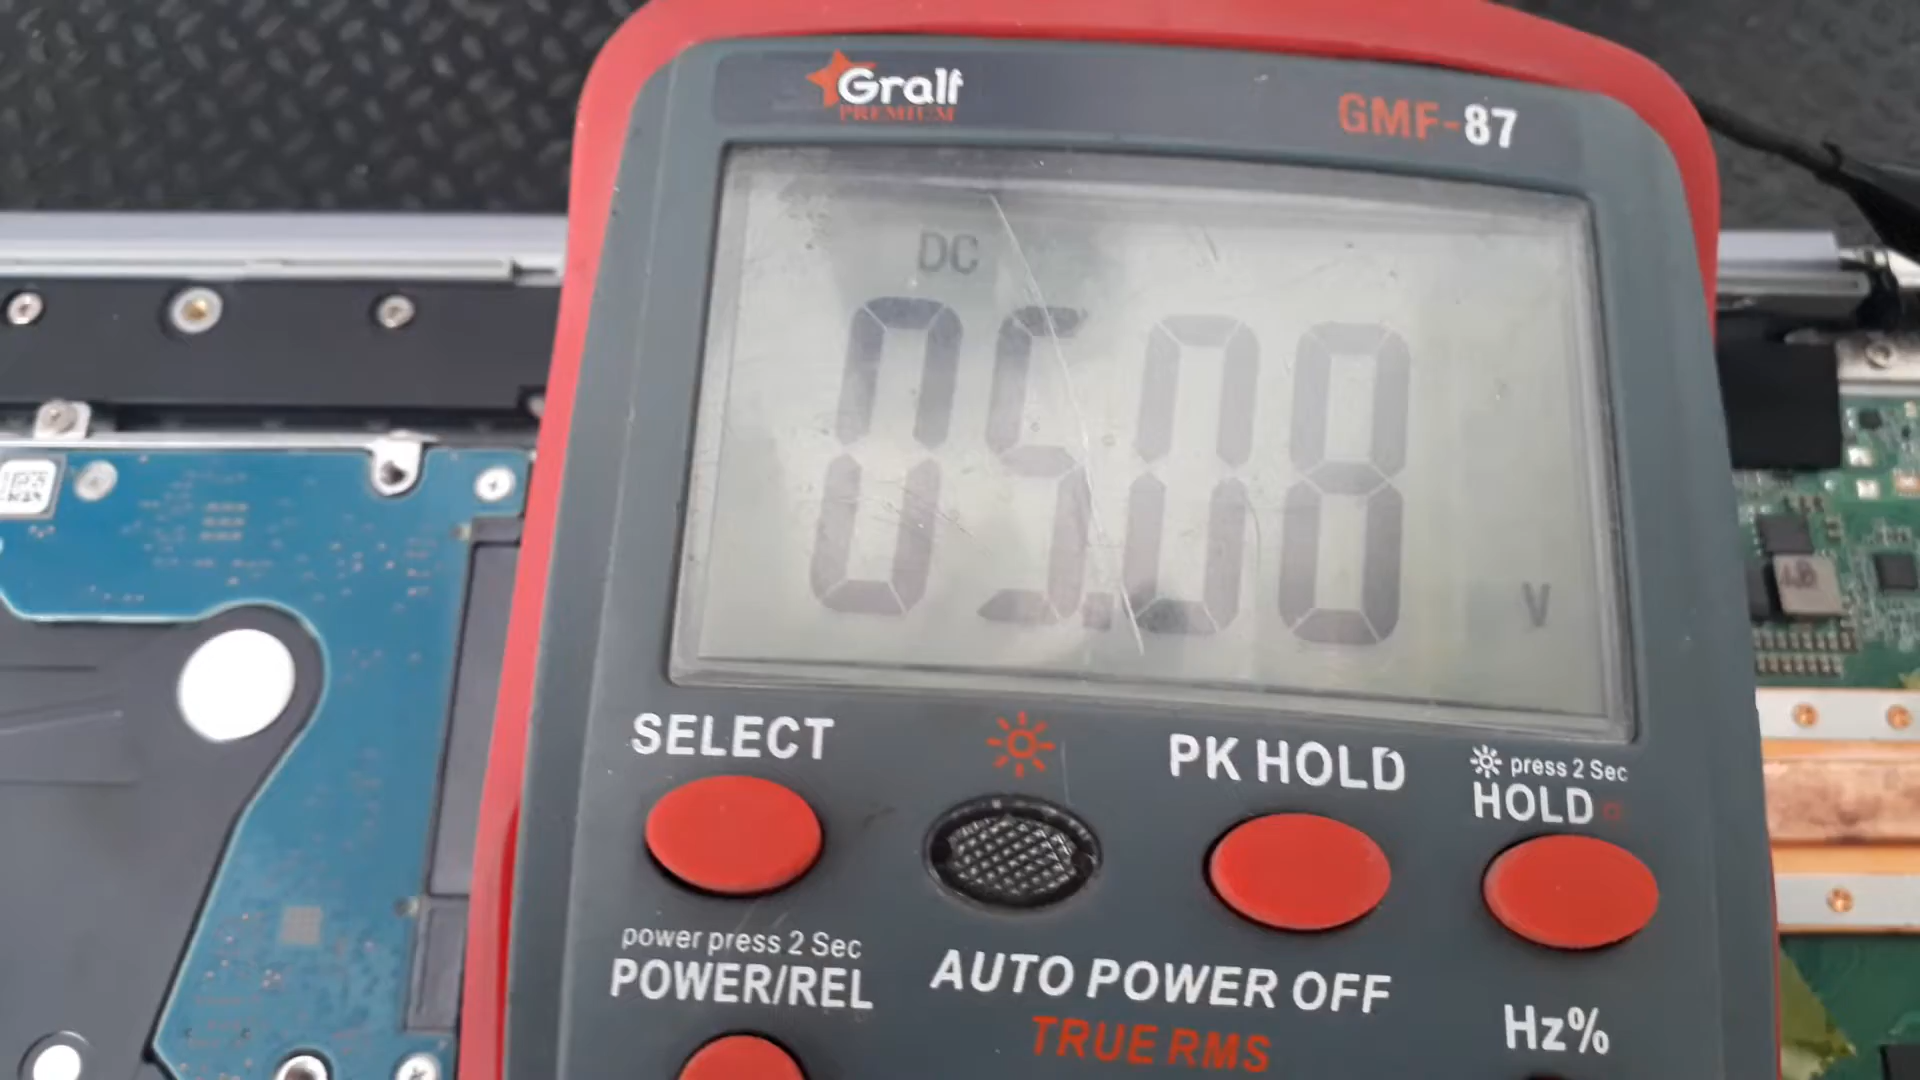 Gralf
PREMIUM
GMF-87
DC
05.08
V
SELECT
PK HOLD
press 2 Sec
HOLD
power press 2 Sec
POWER/REL
AUTO POWER OFF
TRUE RMS
Hz%